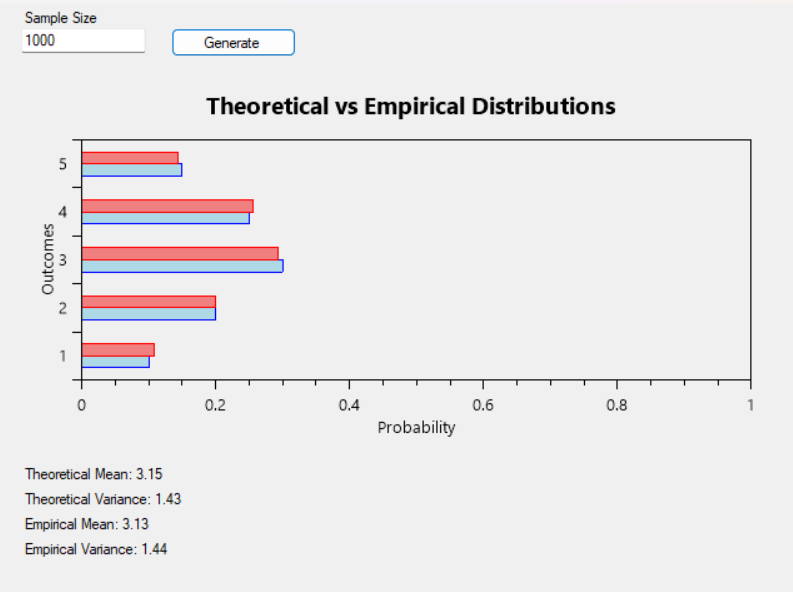 Sample Size
1000
Generate
Theoretical vs Empirical Distributions
5
4
3
2
1
Outcomes
0 0.2 0.4 0.6 0.8 1
Probability
Theoretical Mean: 3.15
Theoretical Variance: 1.43
Empirical Mean: 3.13
Empirical Variance: 1.44